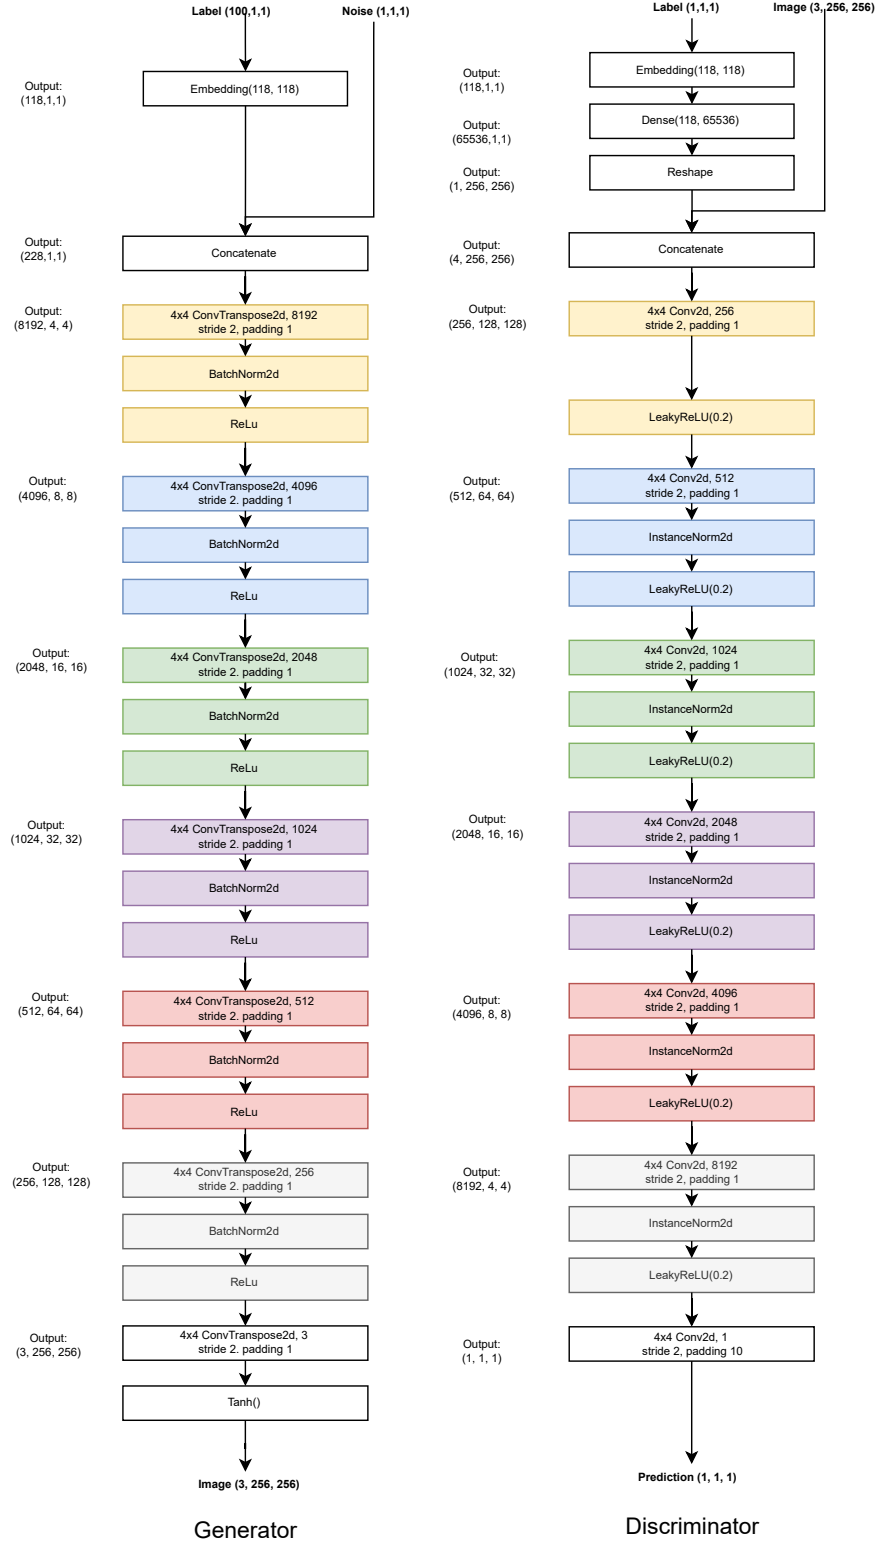 Label (100,1,1)
Noise (1,1,1)
Output:
(118,1,1)
Embedding(118, 118)
Output:
(228,1,1)
Concatenate
Output:
(8192, 4, 4)
4x4 ConvTranspose2d, 8192
stride 2, padding 1
BatchNorm2d
ReLu
Output:
(4096, 8, 8)
4x4 ConvTranspose2d, 4096
stride 2. padding 1
BatchNorm2d
ReLu
Output:
(2048, 16, 16)
4x4 ConvTranspose2d, 2048
stride 2. padding 1
BatchNorm2d
ReLu
Output:
(1024, 32, 32)
4x4 ConvTranspose2d, 1024
stride 2. padding 1
BatchNorm2d
ReLu
Output:
(512, 64, 64)
4x4 ConvTranspose2d, 512
stride 2. padding 1
BatchNorm2d
ReLu
Output:
(256, 128, 128)
4x4 ConvTranspose2d, 256
stride 2. padding 1
BatchNorm2d
ReLu
Output:
(3, 256, 256)
4x4 ConvTranspose2d, 3
stride 2. padding 1
Tanh()
Image (3, 256, 256)
Generator
Label (1,1,1)
Image (3, 256, 256)
Output:
(118,1,1)
Embedding(118, 118)
Output:
(65536,1,1)
Dense(118, 65536)
Output:
(1, 256, 256)
Reshape
Output:
(4, 256, 256)
Concatenate
Output:
(256, 128, 128)
4x4 Conv2d, 256
stride 2, padding 1
LeakyReLU(0.2)
Output:
(512, 64, 64)
4x4 Conv2d, 512
stride 2, padding 1
InstanceNorm2d
LeakyReLU(0.2)
Output:
(1024, 32, 32)
4x4 Conv2d, 1024
stride 2, padding 1
InstanceNorm2d
LeakyReLU(0.2)
Output:
(2048, 16, 16)
4x4 Conv2d, 2048
stride 2, padding 1
InstanceNorm2d
LeakyReLU(0.2)
Output:
(4096, 8, 8)
4x4 Conv2d, 4096
stride 2, padding 1
InstanceNorm2d
LeakyReLU(0.2)
Output:
(8192, 4, 4)
4x4 Conv2d, 8192
stride 2, padding 1
InstanceNorm2d
LeakyReLU(0.2)
Output:
(1, 1, 1)
4x4 Conv2d, 1
stride 2, padding 10
Prediction (1, 1, 1)
Discriminator